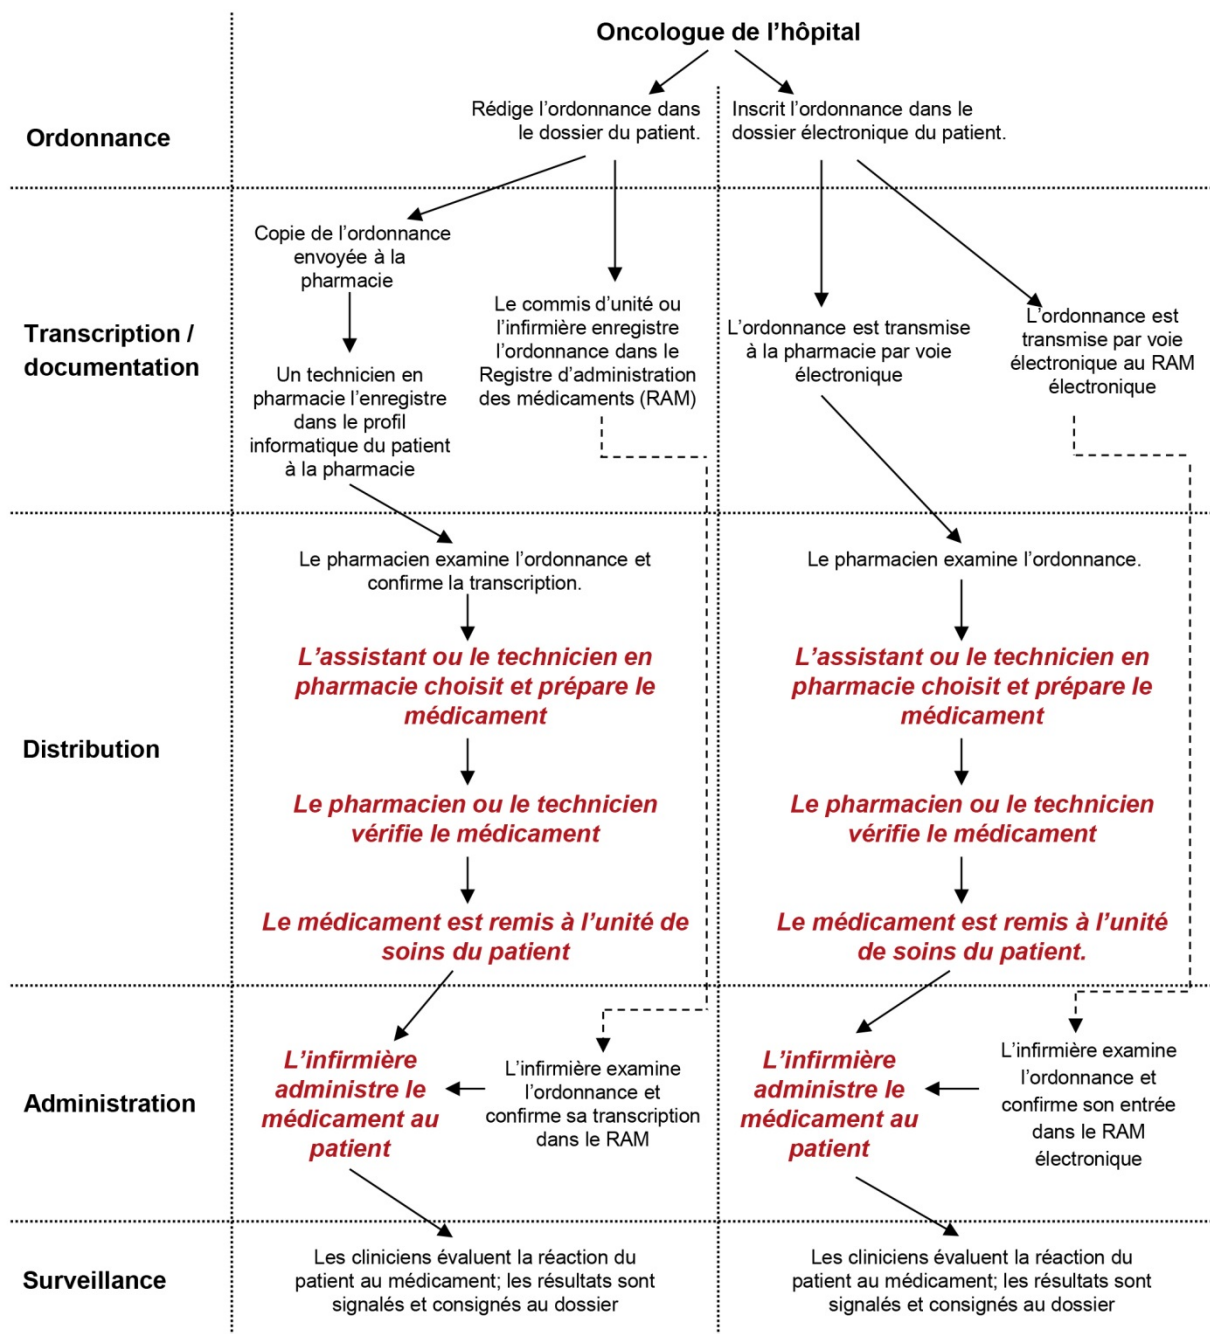 Oncologue de l'hôpital
Ordonnance
Rédige l'ordonnance dans
le dossier du patient.
Inscrit l'ordonnance dans le
dossier électronique du patient.
Transcription /
documentation
Copie de l'ordonnance
envoyée à la
pharmacie
Un technicien en
pharmacie l'enregistre
dans le profil
informatique du patient
à la pharmacie
Le commis d'unité ou
l'infirmière enregistre
l'ordonnance dans le
Registre d'administration
des médicaments (RAM)
L'ordonnance est transmise
à la pharmacie par voie
électronique
L'ordonnance est
transmise par voie
électronique au RAM
électronique
Distribution
Le pharmacien examine l'ordonnance et
confirme la transcription.
L'assistant ou le technicien en
pharmacie choisit et prépare le
médicament
Le pharmacien ou le technicien
vérifie le médicament
Le médicament est remis à l'unité de
soins du patient
Le pharmacien examine l'ordonnance.
L'assistant ou le technicien en
pharmacie choisit et prépare le
médicament
Le pharmacien ou le technicien
vérifie le médicament
Le médicament est remis à l'unité
de soins du patient.
Administration
L'infirmière
administre le
médicament au
patient
L'infirmière examine
l'ordonnance et
confirme sa transcription
dans le RAM
L'infirmière
administre le
médicament au
patient
L'infirmière examine
l'ordonnance et
confirme son entrée
dans le RAM
électronique
Surveillance
Les cliniciens évaluent la réaction du
patient au médicament; les résultats sont
signalés et consignés au dossier
Les cliniciens évaluent la réaction du
patient au médicament; les résultats sont
signalés et consignés au dossier